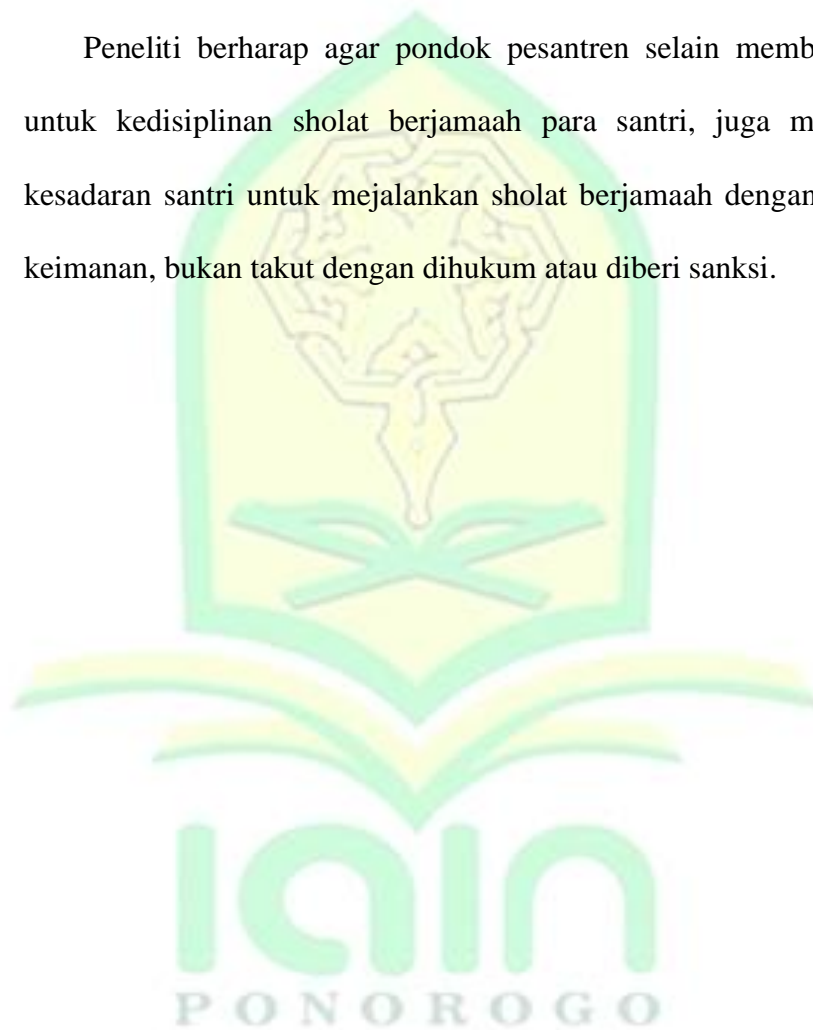 Peneliti berharap agar pondok pesantren selain memb
untuk kedisiplinan sholat berjamaah para santri, juga m
kesadaran santri untuk mejalankan sholat berjamaah dengan
keimanan, bukan takut dengan dihukum atau diberi sanksi.
iain
PONOROGO